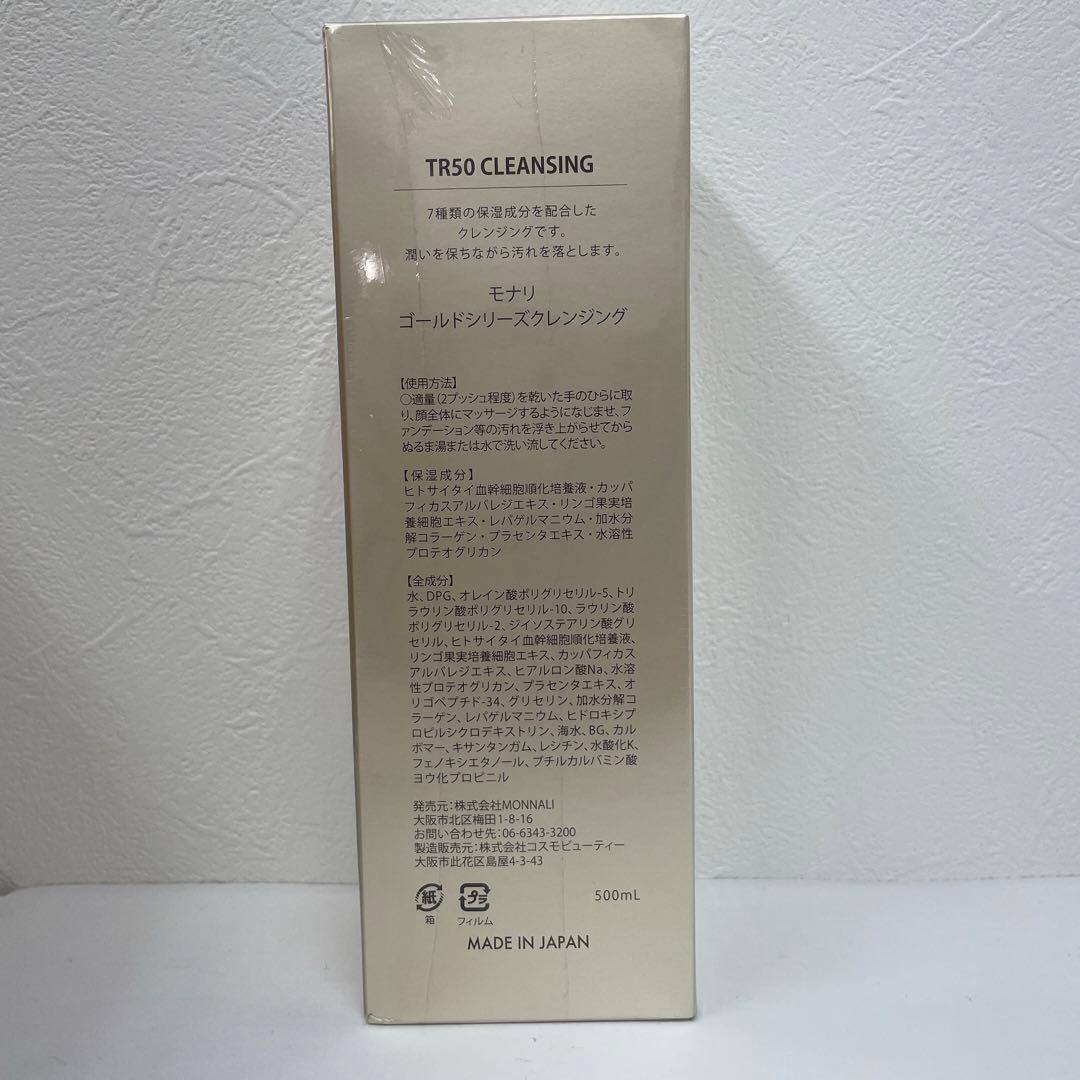 TR50 CLEANSING
7種類の保湿成分を配合した
クレンジングです。
潤いを保ちながら汚れを落とします。
モナリ
ゴールドシリーズクレンジング
【使用方法】
○適量(2プッシュ程度)を乾いた手のひらに取
り、顔全体にマッサージするようになじませ、フ
ァンデーション等の汚れを浮き上がらせてから
ぬるま湯または水で洗い流してください。
【保湿成分】
ヒトサイタイ血幹細胞順化培養液・カッパ
フィカスアルバレジエキス・リンゴ果実培
養細胞エキス・レパゲルマニウム・加水分
解コラーゲン・プラセンタエキス・水溶性
プロテオグリカン
【全成分】
水、DPG、オレイン酸ポリグリセリル-5、トリ
ラウリン酸ポリグリセリル-10、ラウリン酸
ポリグリセリル-2、ジイソステアリン酸グリ
セリル、ヒトサイタイ血幹細胞順化培養液、
リンゴ果実培養細胞エキス、カッパフィカス
アルバレジエキス、ヒアルロン酸Na、水溶
性プロテオグリカン、プラセンタエキス、オ
リゴペプチド-34、グリセリン、加水分解コ
ラーゲン、レパゲルマニウム、ヒドロキシプ
ロピルシクロデキストリン、海水、BG、カル
ボマー、キサンタンガム、レシチン、水酸化K、
フェノキシエタノール、ブチルカルバミン酸
ヨウ化プロピニル
発売元:株式会社MONNALI
大阪市北区梅田1-8-16
お問い合わせ先:06-6343-3200
製造販売元:株式会社コスモビューティー
大阪市此花区島屋4-3-43
紙 プラ 500mL
箱 フィルム
MADE IN JAPAN